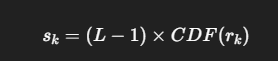 s_k = (L − 1) × CDF(r_k)